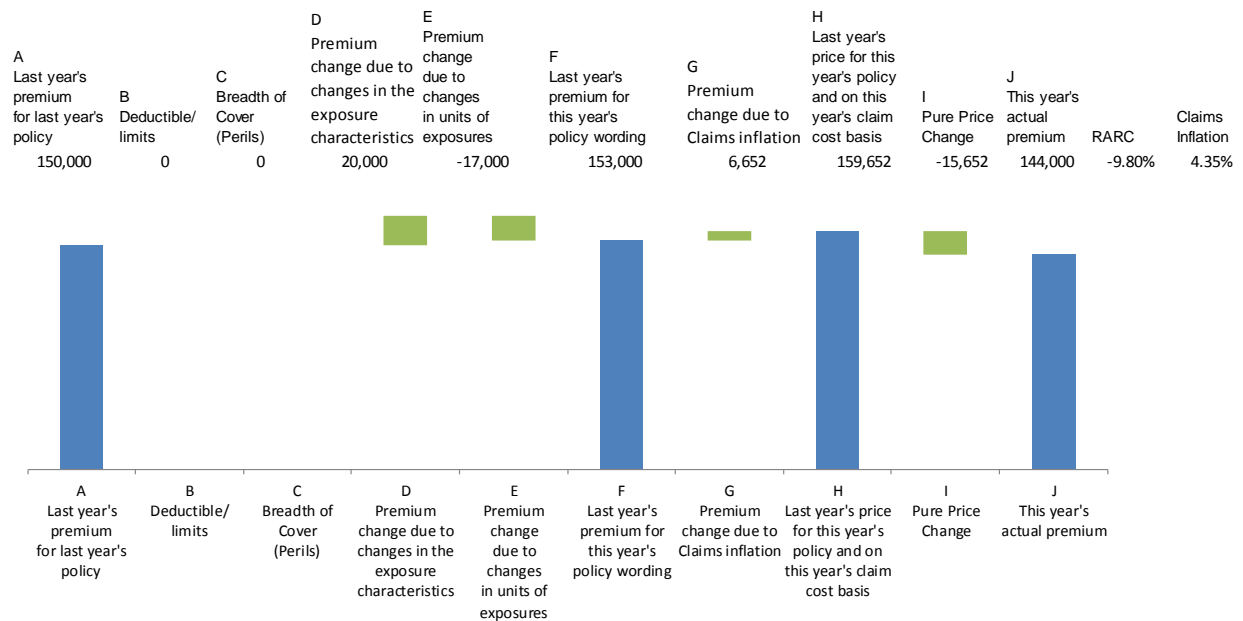 A
Last year's
premium
for last year's
policy
150,000
B
Deductible/
limits
0
C
Breadth of
Cover
(Perils)
0
D
Premium
change due to
changes in the
exposure
characteristics
20,000
E
Premium
change
due to
changes
in units of
exposures
-17,000
F
Last year's
premium for
this year's
policy wording
153,000
G
Premium
change due to
Claims inflation
6,652
H
Last year's
price for this
year's policy
and on this
year's claim
cost basis
159,652
I
Pure Price
Change
-15,652
J
This year's
actual
premium
144,000
RARC
-9.80%
Claims
Inflation
4.35%
A
Last year's
premium
for last year's
policy
B
Deductible/
limits
C
Breadth of
Cover
(Perils)
D
Premium
change due to
changes in the
exposure
characteristics
E
Premium
change
due to
changes
in units of
exposures
F
Last year's
premium for
this year's
policy wording
G
Premium
change due to
Claims inflation
H
Last year's price
for this year's
policy and on
this year's claim
cost basis
I
Pure Price
Change
J
This year's
actual premium